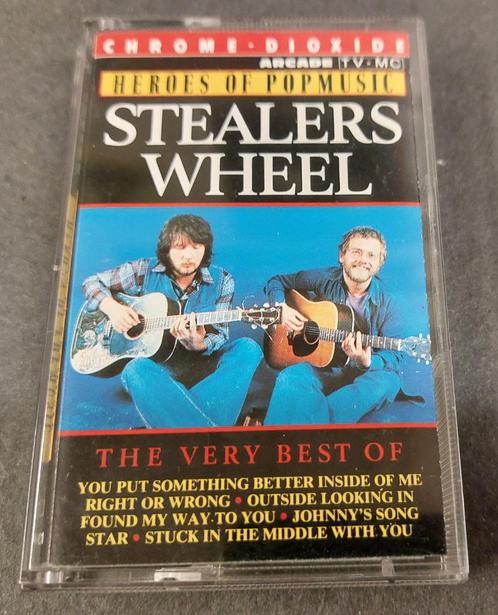 CHROME-DIOXIDE
ARCADE TV·MC
HEROES OF POPMUSIC
STEALERS
WHEEL
THE VERY BEST OF
YOU PUT SOMETHING BETTER INSIDE OF ME
RIGHT OR WRONG • OUTSIDE LOOKING IN
FOUND MY WAY TO YOU • JOHNNY'S SONG
STAR • STUCK IN THE MIDDLE WITH YOU